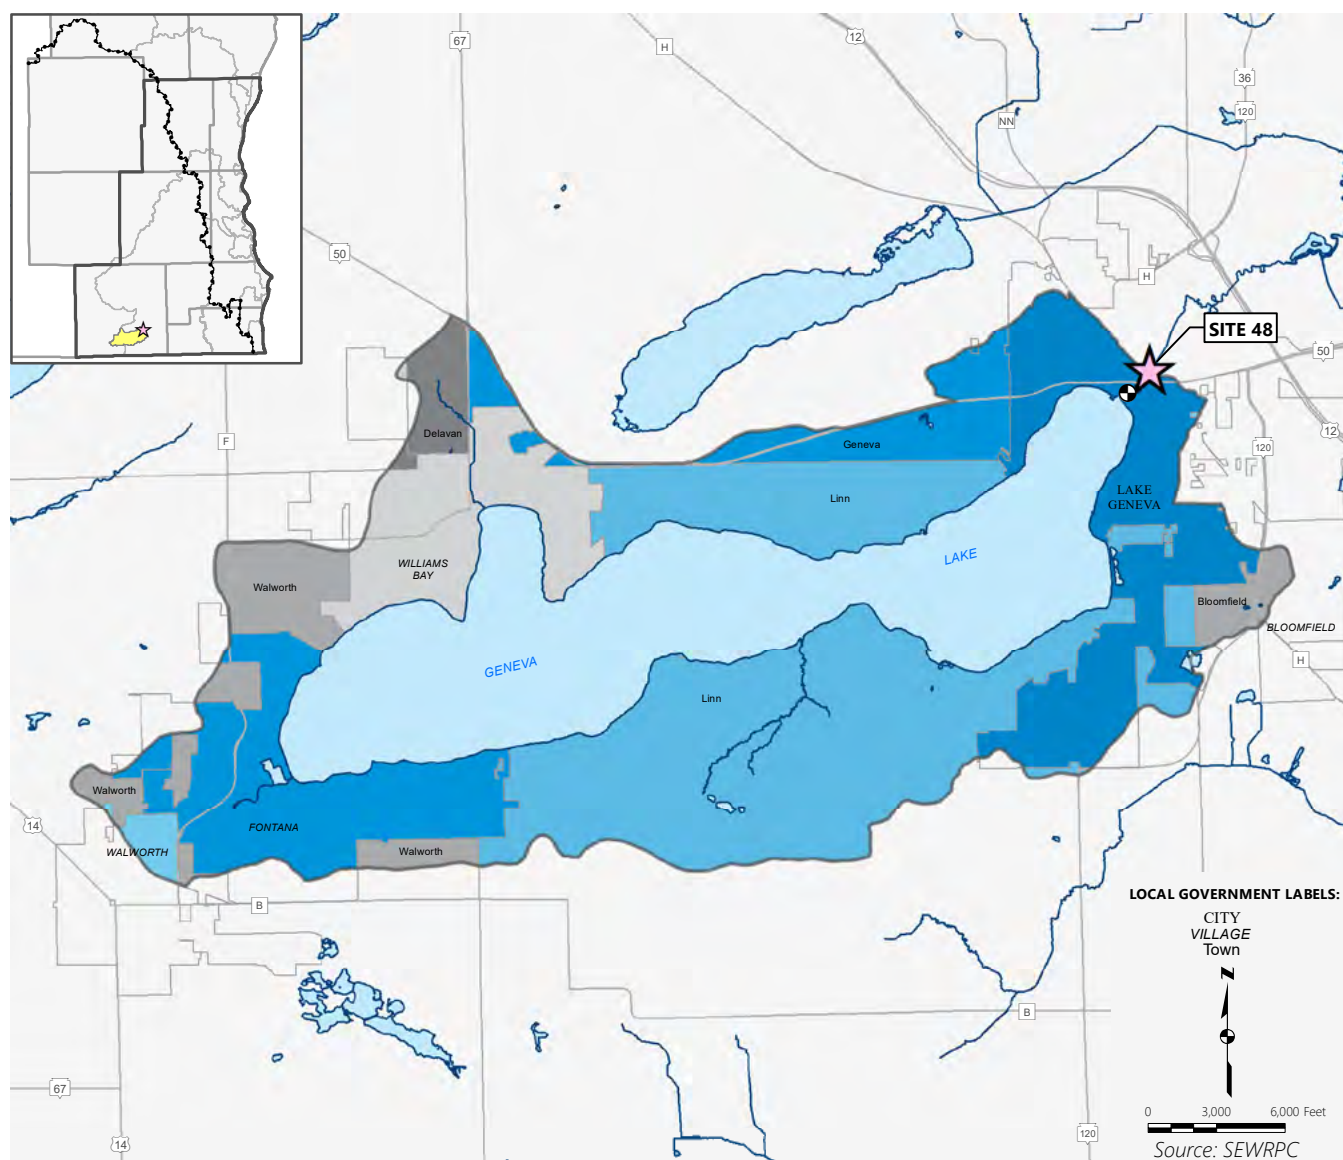 67
H
12
36
120
NN
50
H
SITE 48
50
Delavan
F
Geneva
12
120
Linn
LAKE
GENEVA
LAKE
WILLIAMS
BAY
Walworth
Bloomfield
BLOOMFIELD
H
GENEVA
Linn
Walworth
14
FONTANA
WALWORTH
Walworth
B
LOCAL GOVERNMENT LABELS:
CITY
VILLAGE
Town
N
B
67
0 3,000 6,000 Feet
14
120
Source: SEWRPC